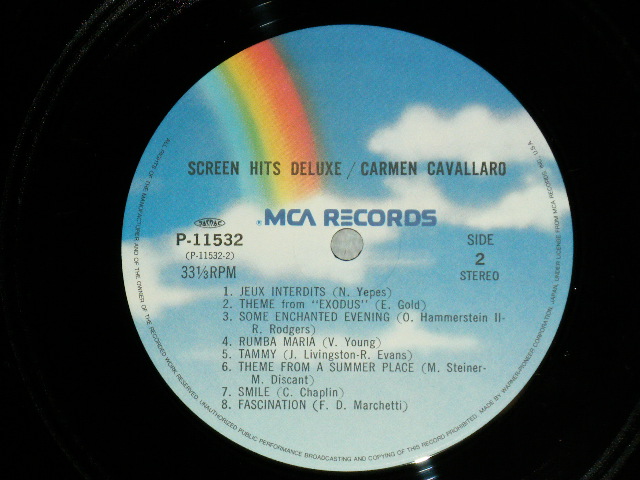 SCREEN HITS DELUXE / CARMEN CAVALLARO
MCA RECORDS
P-11532
(P-11532-2)
33⅓RPM
SIDE
2
STEREO
1. JEUX INTERDITS (N. Yepes)
2. THEME from "EXODUS" (E. Gold)
3. SOME ENCHANTED EVENING (O. Hammerstein II-
R. Rodgers)
4. RUMBA MARIA (V. Young)
5. TAMMY (J. Livingston-R. Evans)
6. THEME FROM A SUMMER PLACE (M. Steiner-
M. Discant)
7. SMILE (C. Chaplin)
8. FASCINATION (F. D. Marchetti)
ALL RIGHTS OF THE MANUFACTURER AND OF THE OWNER OF THE RECORDED WORK RESERVED. UNAUTHORIZED PUBLIC PERFORMANCE BROADCASTING AND COPYING OF THIS RECORD PROHIBITED. MADE BY WARNER-PIONEER CORPORATION, JAPAN, UNDER LICENSE FROM MCA RECORDS, INC., U.S.A.